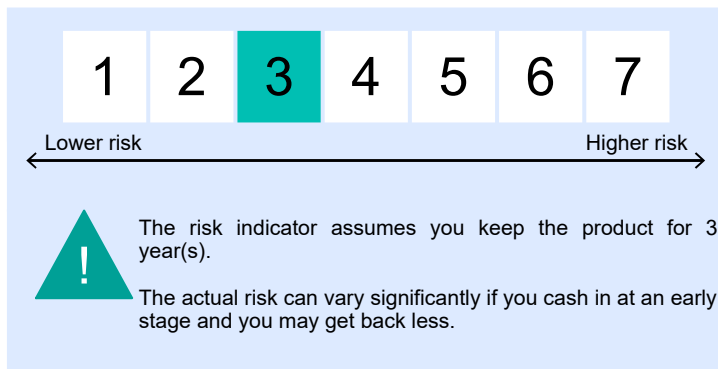 1 2 3 4 5 6 7
Lower risk Higher risk
!
The risk indicator assumes you keep the product for 3
year(s).
The actual risk can vary significantly if you cash in at an early
stage and you may get back less.